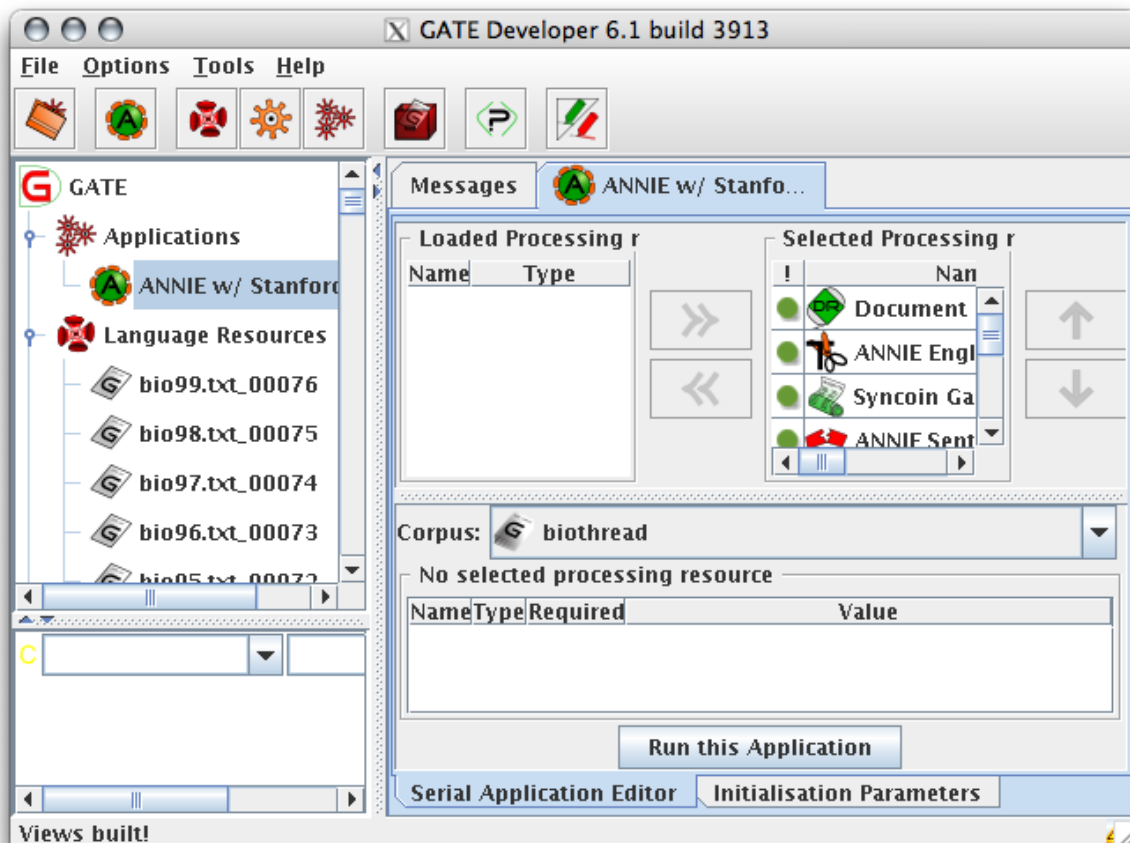 GATE Developer 6.1 build 3913
File Options Tools Help
GATE
Applications
ANNIE w/ Stanford
Language Resources
bio99.txt_00076
bio98.txt_00075
bio97.txt_00074
bio96.txt_00073
C
Messages
ANNIE w/ Stanfo...
Loaded Processing r
Name Type
Selected Processing r
! Nan
DR Document
ANNIE Engl
Syncoin Ga
ANNIE Sent
Corpus: biothread
No selected processing resource
Name Type Required Value
Run this Application
Serial Application Editor Initialisation Parameters
Views built!